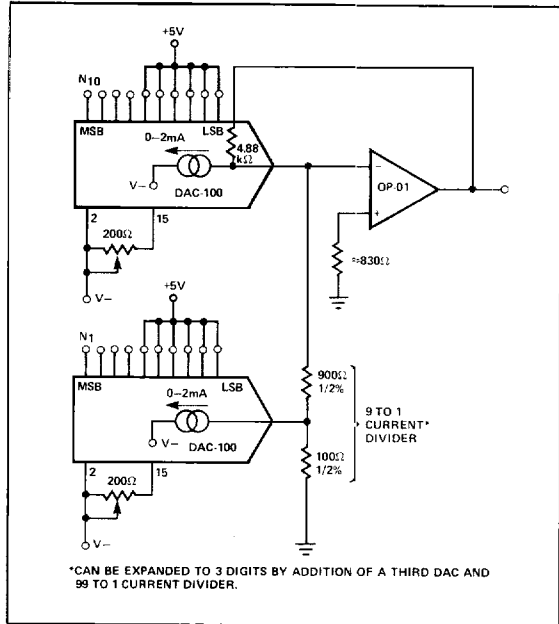 +5V
N10
MSB
LSB
0–2mA
4.88
kΩ
V–
DAC-100
2
15
200Ω
V–
–
OP-01
+
≈830Ω
+5V
N1
MSB
LSB
0–2mA
V–
DAC-100
2
15
200Ω
V–
900Ω
1/2%
100Ω
1/2%
9 TO 1
CURRENT*
DIVIDER
*CAN BE EXPANDED TO 3 DIGITS BY ADDITION OF A THIRD DAC AND
99 TO 1 CURRENT DIVIDER.